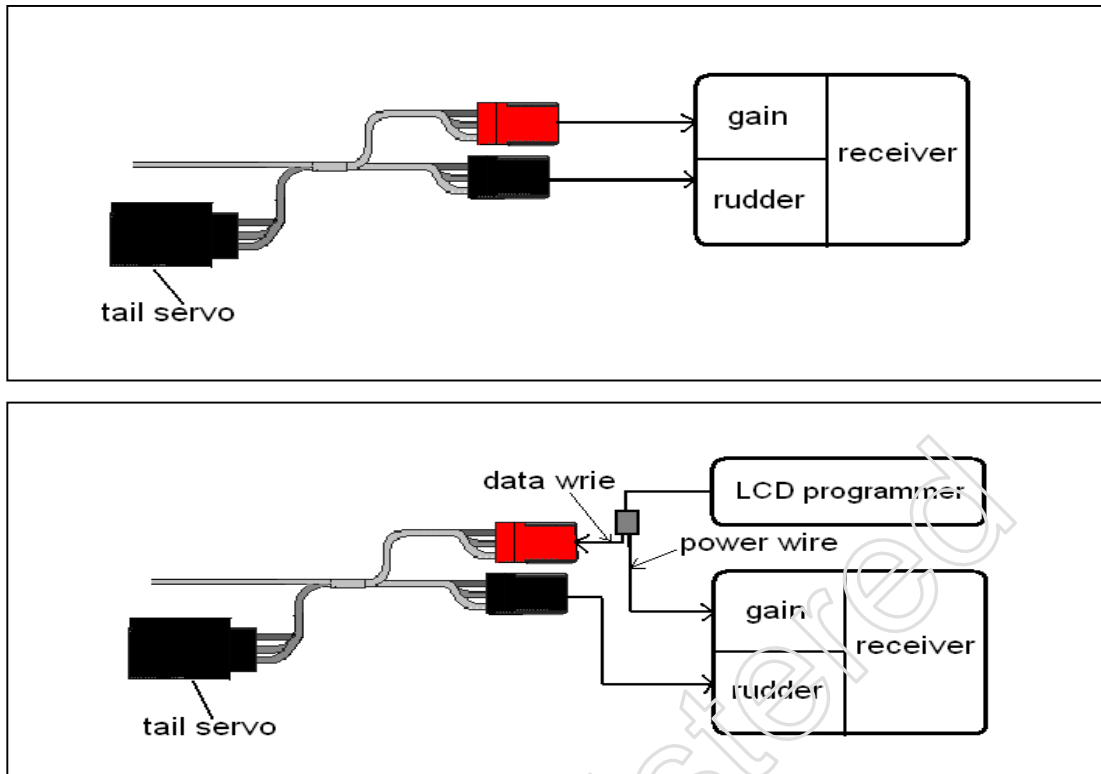 gain
receiver
rudder
tail servo
data wrie
LCD programmer
power wire
gain
receiver
rudder
tail servo